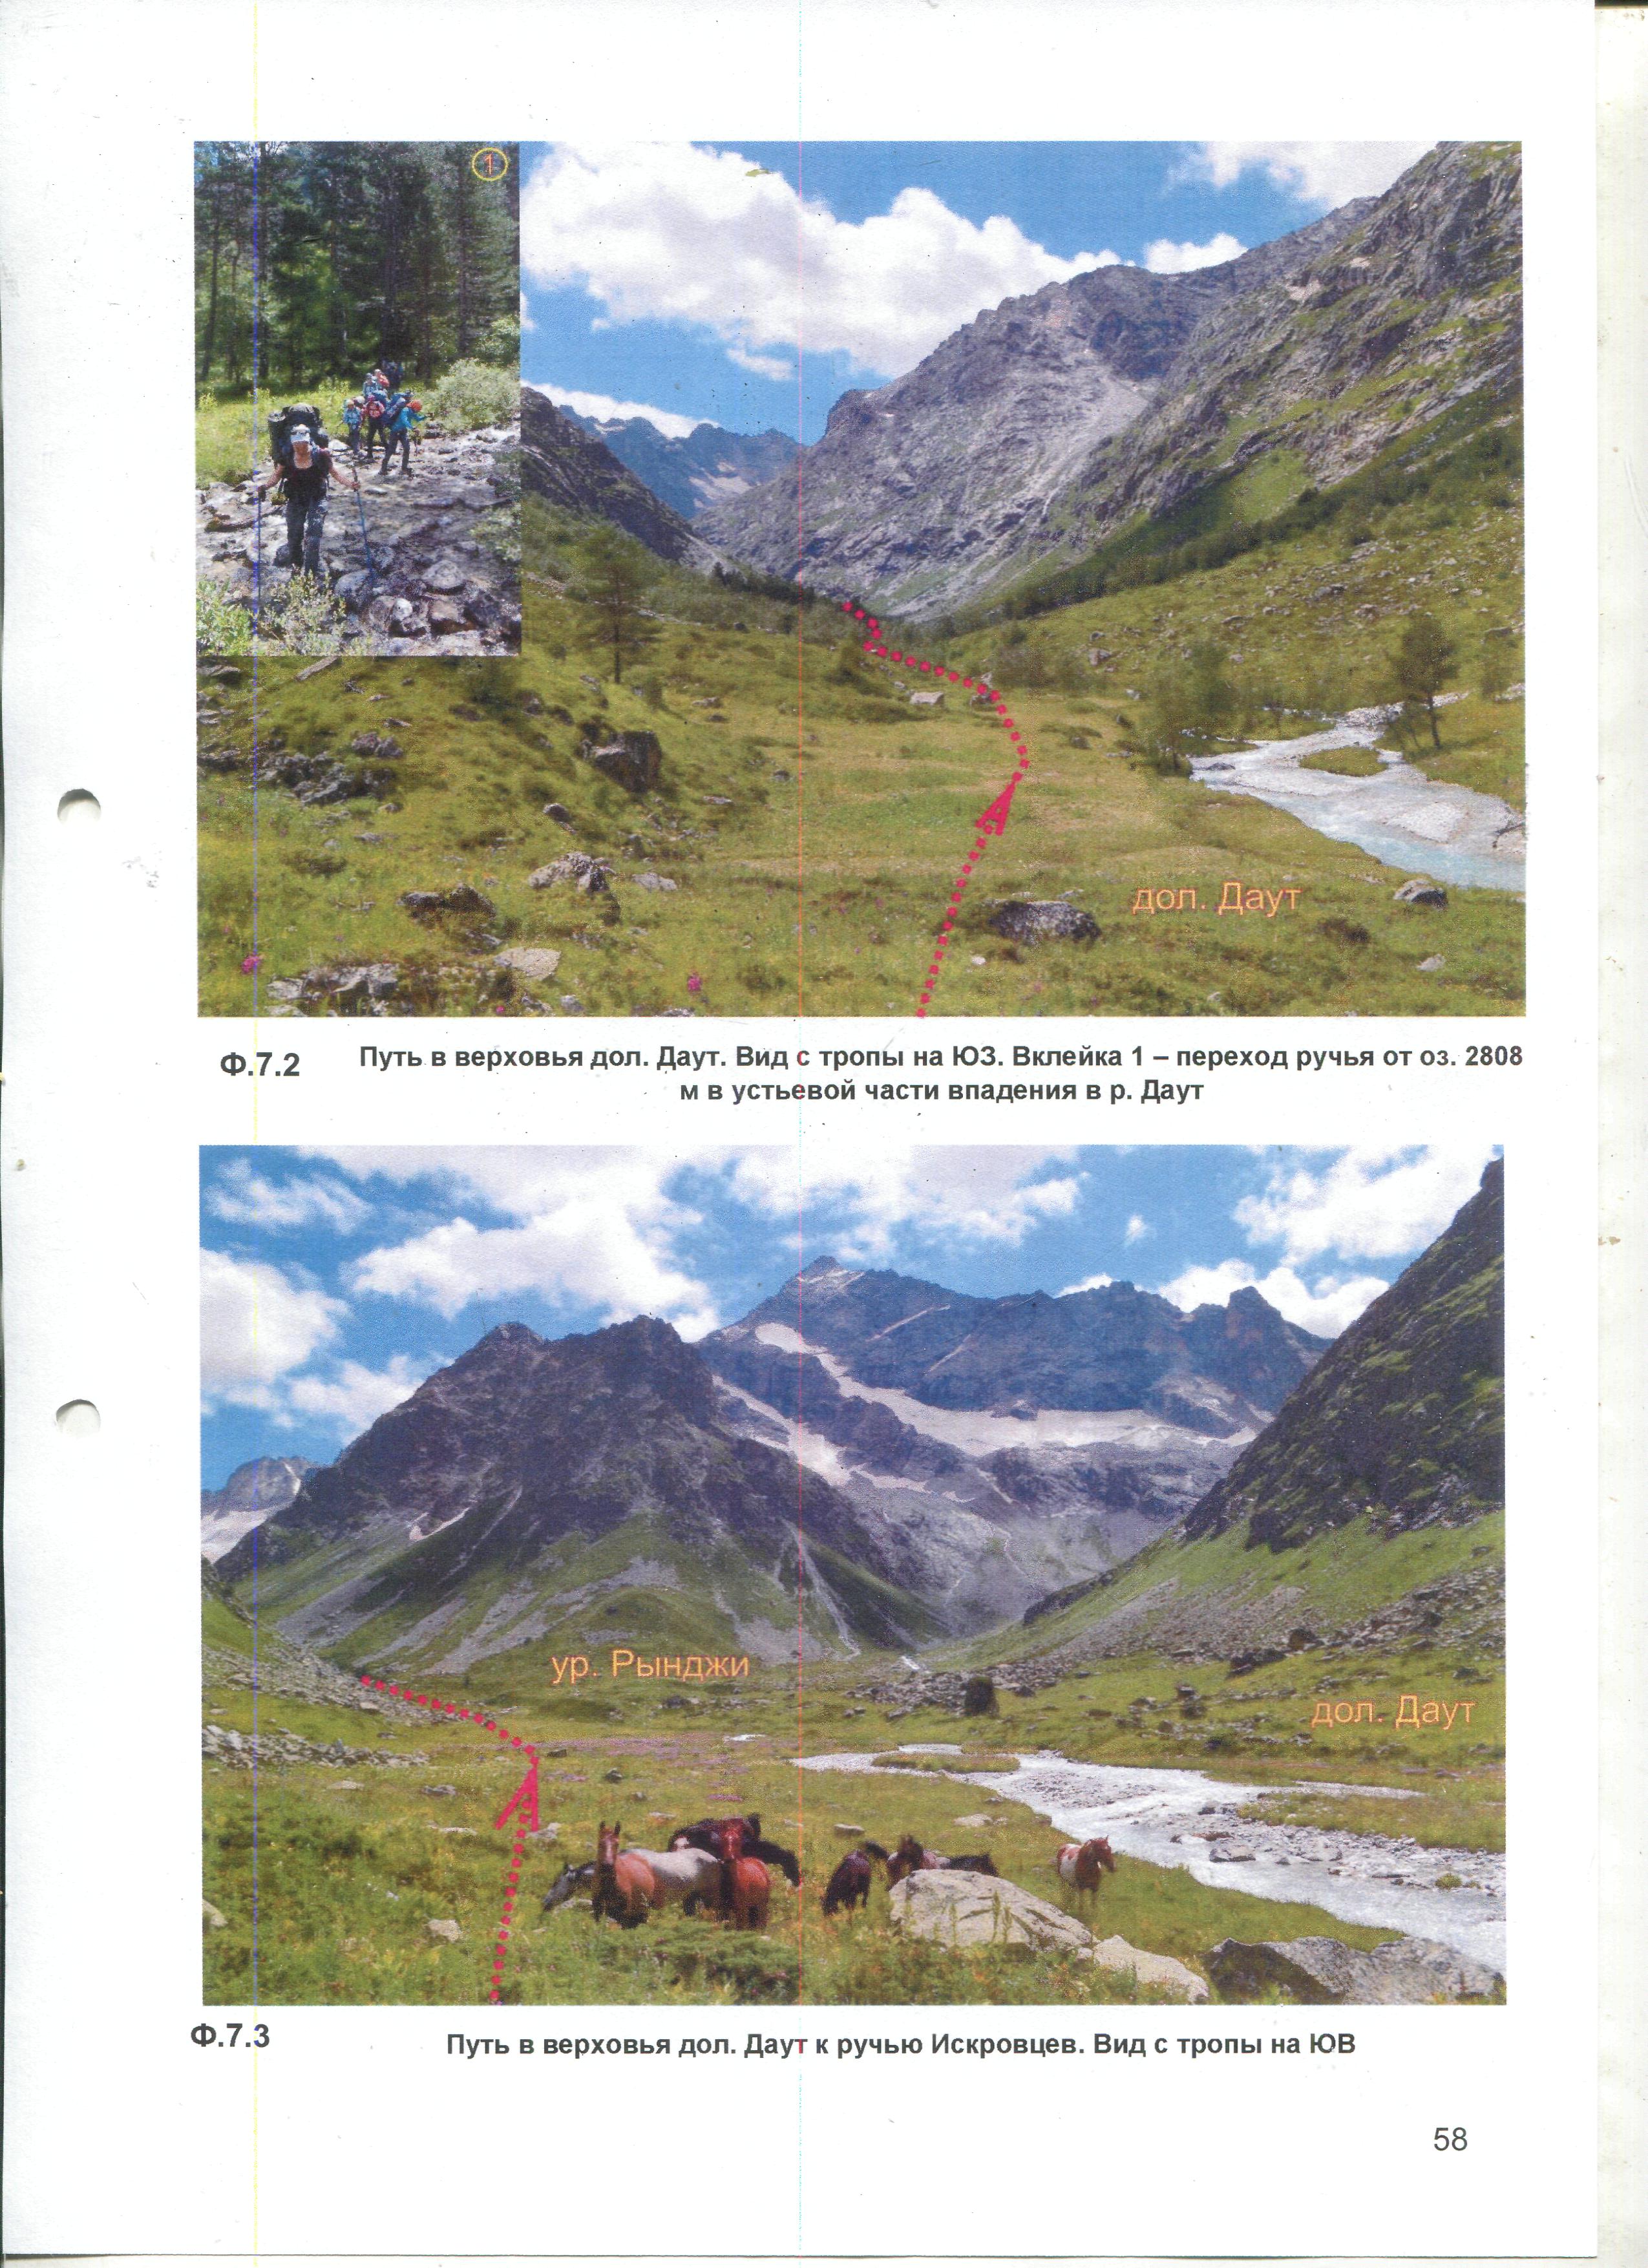 1
дол. Даут
Ф.7.2
Путь в верховья дол. Даут. Вид с тропы на ЮЗ. Вклейка 1 – переход ручья от оз. 2808
м в устьевой части впадения в р. Даут
ур. Рынджи
дол. Даут
Ф.7.3
Путь в верховья дол. Даут к ручью Искровцев. Вид с тропы на ЮВ
58